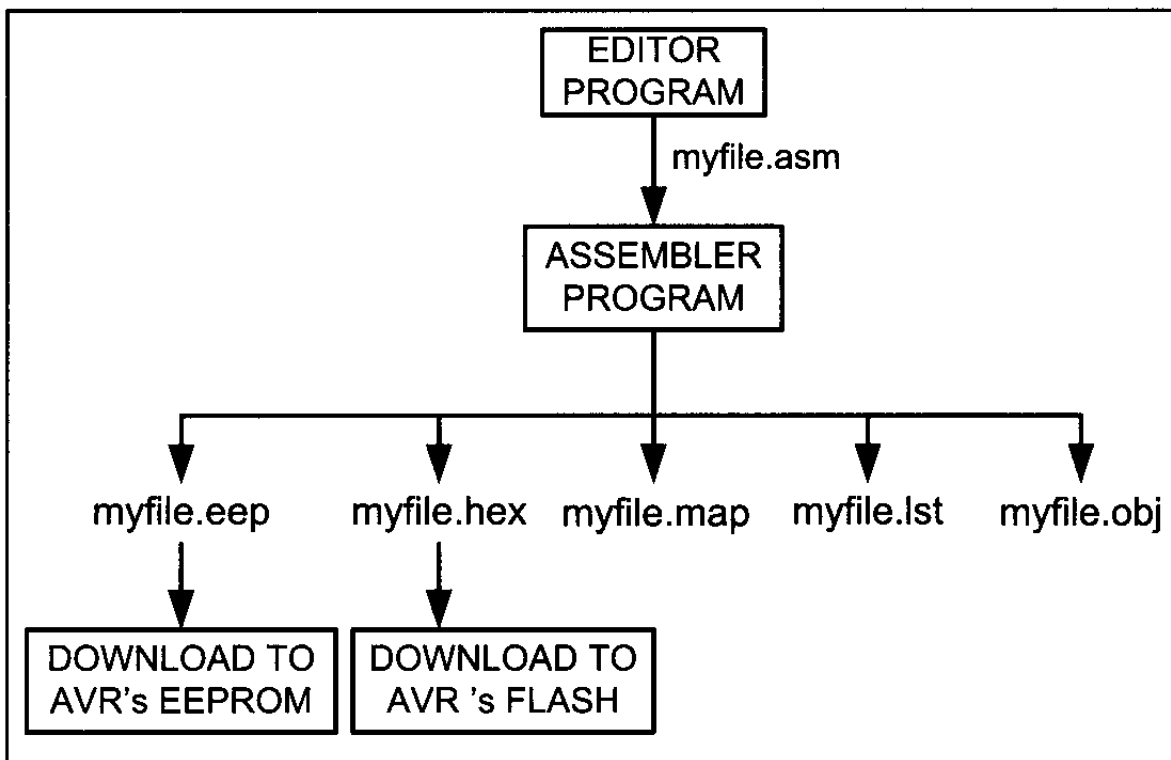 EDITOR
PROGRAM
myfile.asm
ASSEMBLER
PROGRAM
myfile.eep
myfile.hex
myfile.map
myfile.lst
myfile.obj
DOWNLOAD TO
AVR's EEPROM
DOWNLOAD TO
AVR 's FLASH